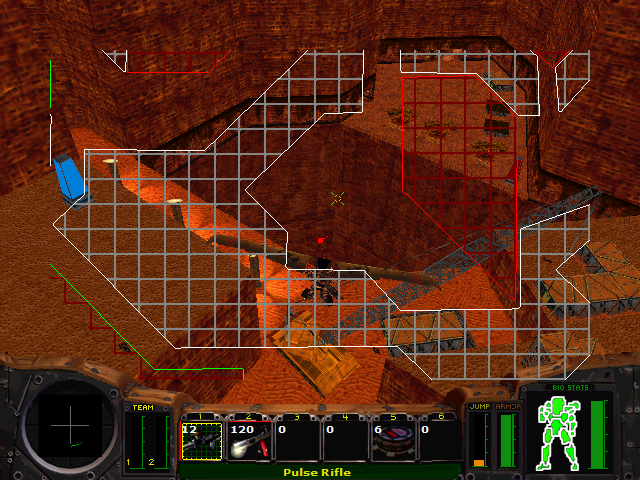 BIO STATS
JUMP ARMOR
TEAM
1 2 3 4 5 6
12 120 0 0 6 0
1 2
Pulse Rifle